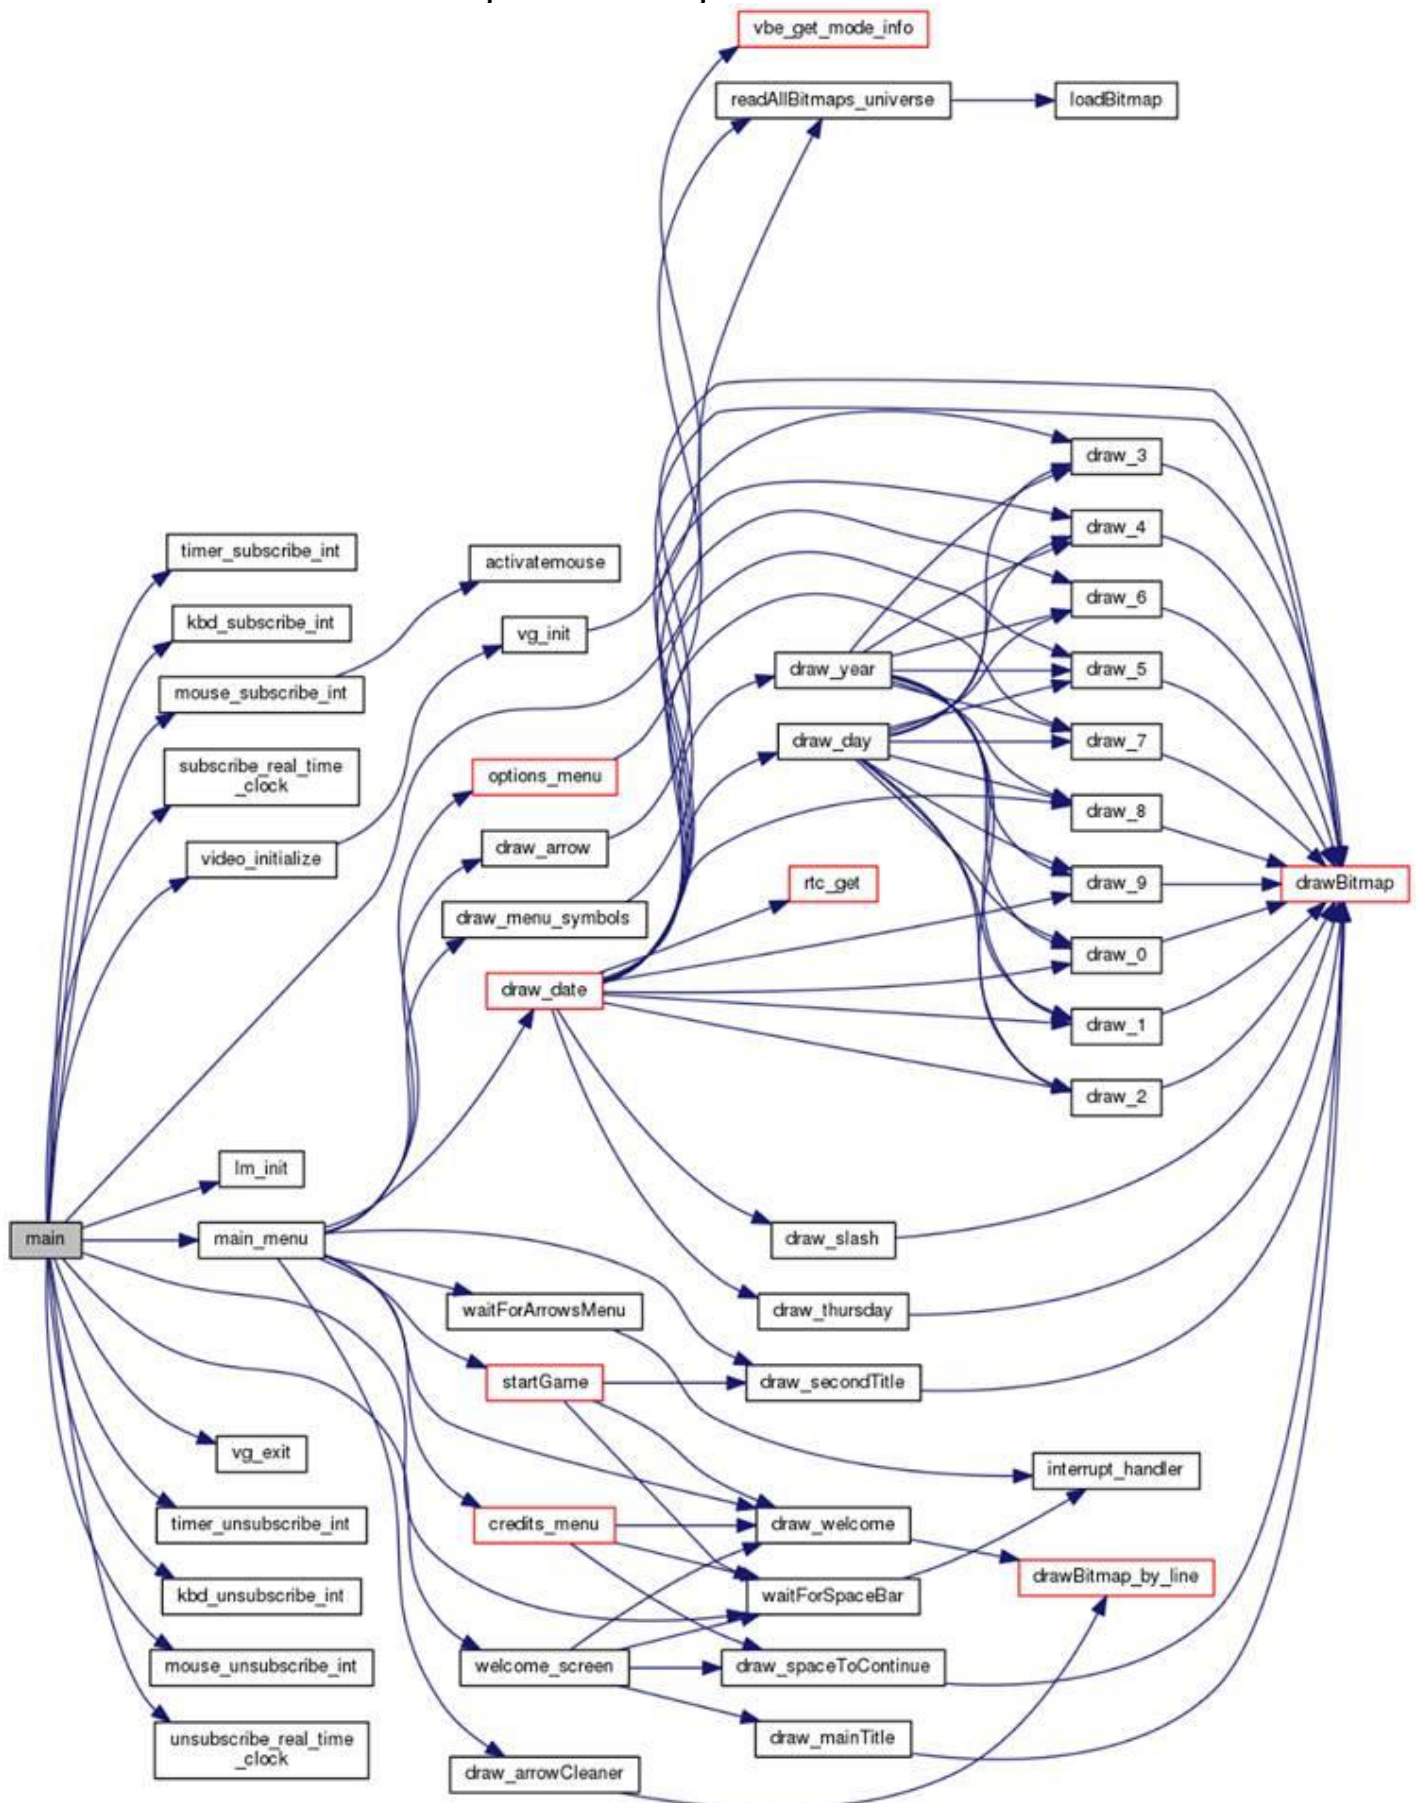 vbe_get_mode_info
readAllBitmaps_universe
loadBitmap
draw_3
draw_4
timer_subscribe_int
activatemouse
draw_6
kbd_subscribe_int
vg_init
draw_year
draw_5
mouse_subscribe_int
draw_day
draw_7
subscribe_real_time
_clock
options_menu
draw_8
draw_arrow
video_initialize
rtc_get
draw_9
drawBitmap
draw_menu_symbols
draw_0
draw_date
draw_1
draw_2
lm_init
main
main_menu
draw_slash
waitForArrowsMenu
draw_thursday
startGame
draw_secondTitle
vg_exit
interrupt_handler
timer_unsubscribe_int
credits_menu
draw_welcome
drawBitmap_by_line
kbd_unsubscribe_int
waitForSpaceBar
mouse_unsubscribe_int
welcome_screen
draw_spaceToContinue
unsubscribe_real_time
_clock
draw_mainTitle
draw_arrowCleaner